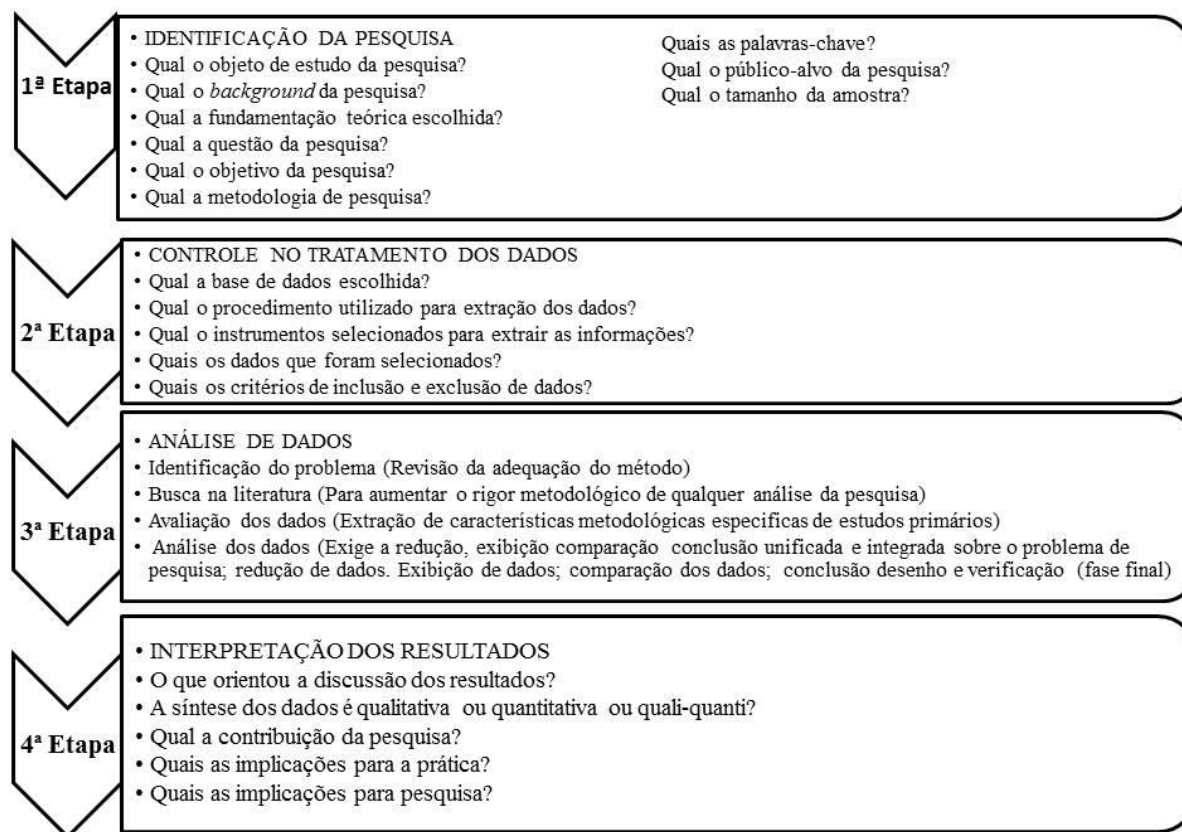 1ª Etapa
• IDENTIFICAÇÃO DA PESQUISA
• Qual o objeto de estudo da pesquisa?
• Qual o background da pesquisa?
• Qual a fundamentação teórica escolhida?
• Qual a questão da pesquisa?
• Qual o objetivo da pesquisa?
• Qual a metodologia de pesquisa?
Quais as palavras-chave?
Qual o público-alvo da pesquisa?
Qual o tamanho da amostra?
2ª Etapa
• CONTROLE NO TRATAMENTO DOS DADOS
• Qual a base de dados escolhida?
• Qual o procedimento utilizado para extração dos dados?
• Qual o instrumentos selecionados para extrair as informações?
• Quais os dados que foram selecionados?
• Quais os critérios de inclusão e exclusão de dados?
3ª Etapa
• ANÁLISE DE DADOS
• Identificação do problema (Revisão da adequação do método)
• Busca na literatura (Para aumentar o rigor metodológico de qualquer análise da pesquisa)
• Avaliação dos dados (Extração de características metodológicas especificas de estudos primários)
• Análise dos dados (Exige a redução, exibição comparação conclusão unificada e integrada sobre o problema de
pesquisa; redução de dados. Exibição de dados; comparação dos dados; conclusão desenho e verificação (fase final)
4ª Etapa
• INTERPRETAÇÃO DOS RESULTADOS
• O que orientou a discussão dos resultados?
• A síntese dos dados é qualitativa ou quantitativa ou quali-quanti?
• Qual a contribuição da pesquisa?
• Quais as implicações para a prática?
• Quais as implicações para pesquisa?